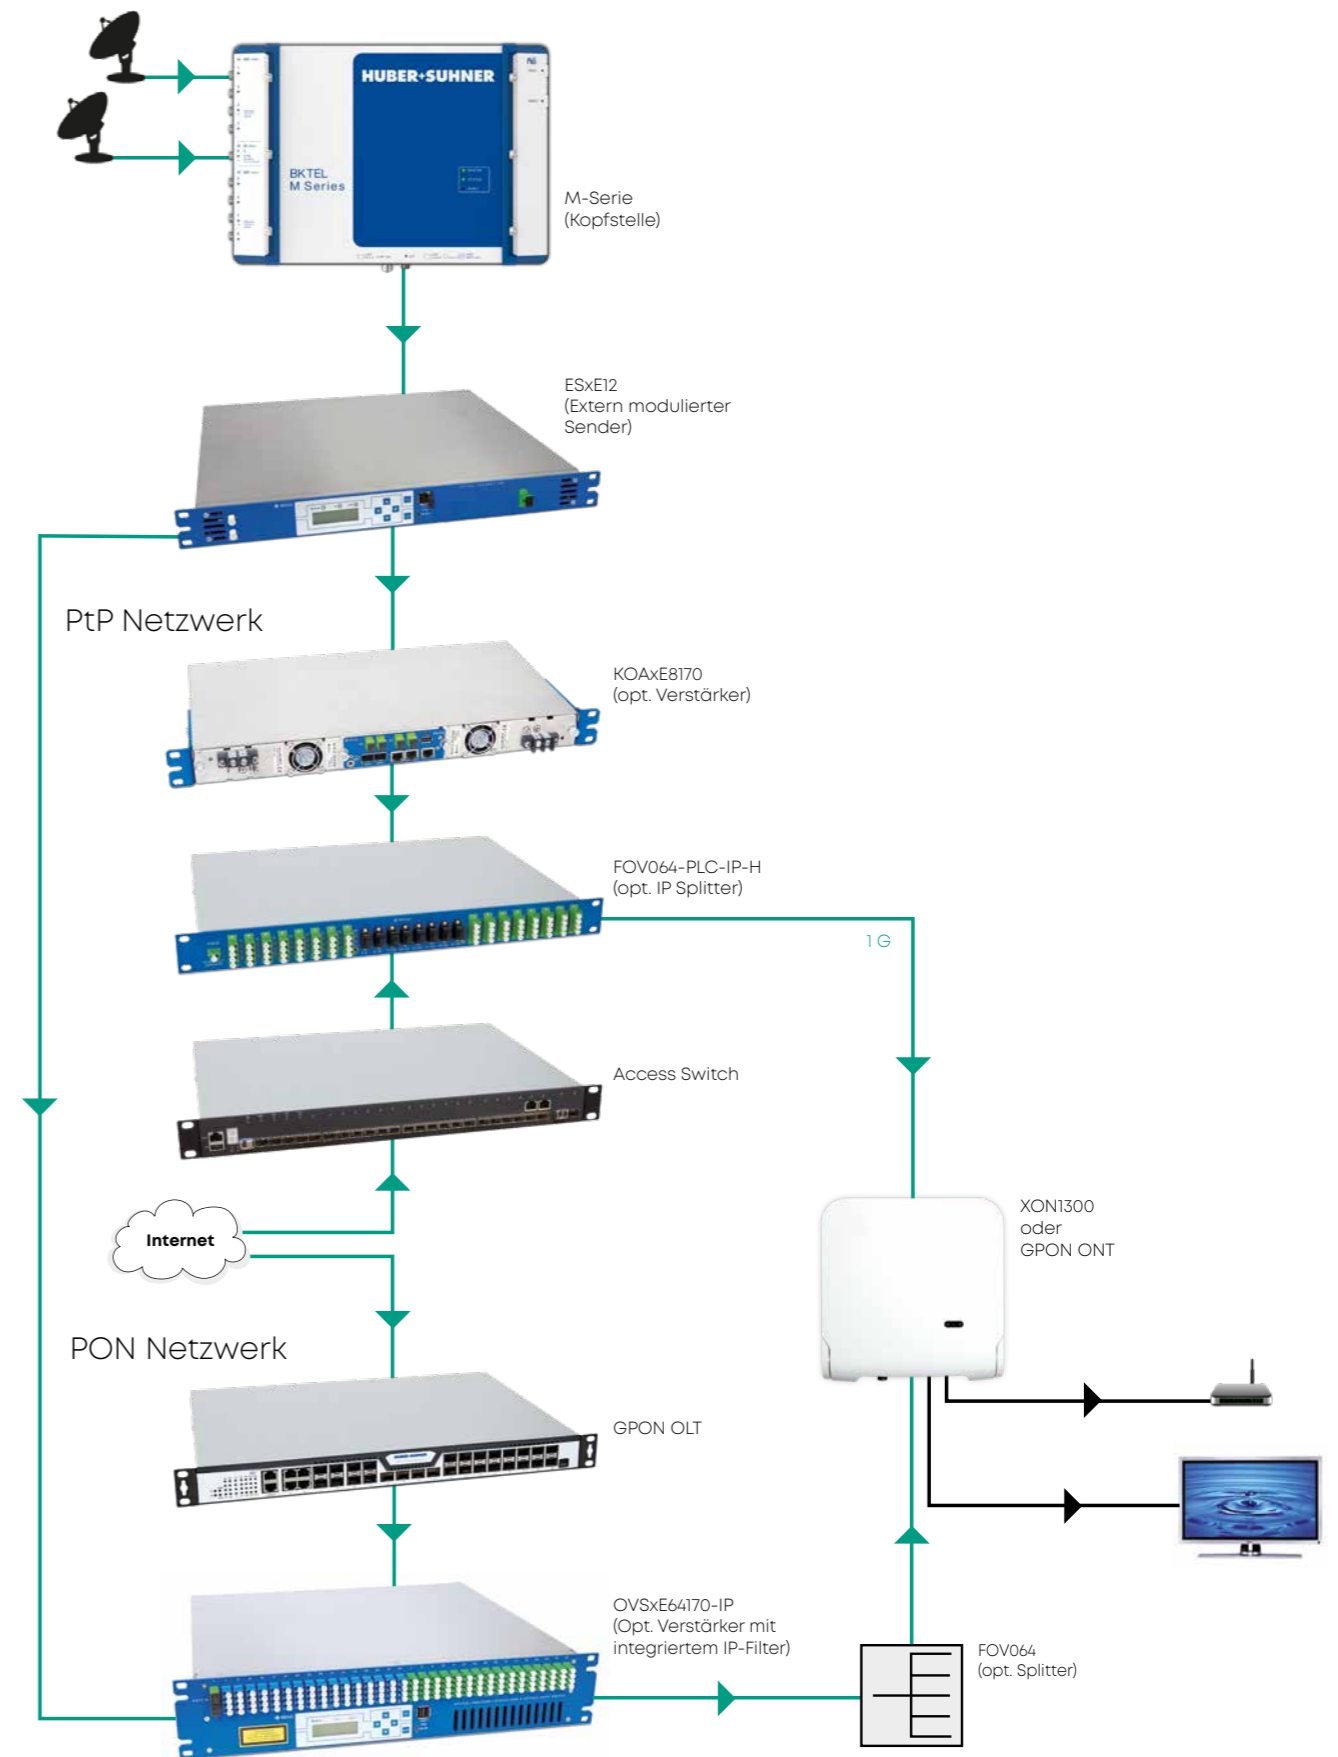 HUBER+SUHNER
BKTEL
M Series
M-Serie
(Kopfstelle)
ESxE12
(Extern modulierter
Sender)
PtP Netzwerk
KOAxE8170
(opt. Verstärker)
FOV064-PLC-IP-H
(opt. IP Splitter)
1 G
Access Switch
Internet
XON1300
oder
GPON ONT
PON Netzwerk
GPON OLT
OVSxE64170-IP
(Opt. Verstärker mit
integriertem IP-Filter)
FOV064
(opt. Splitter)